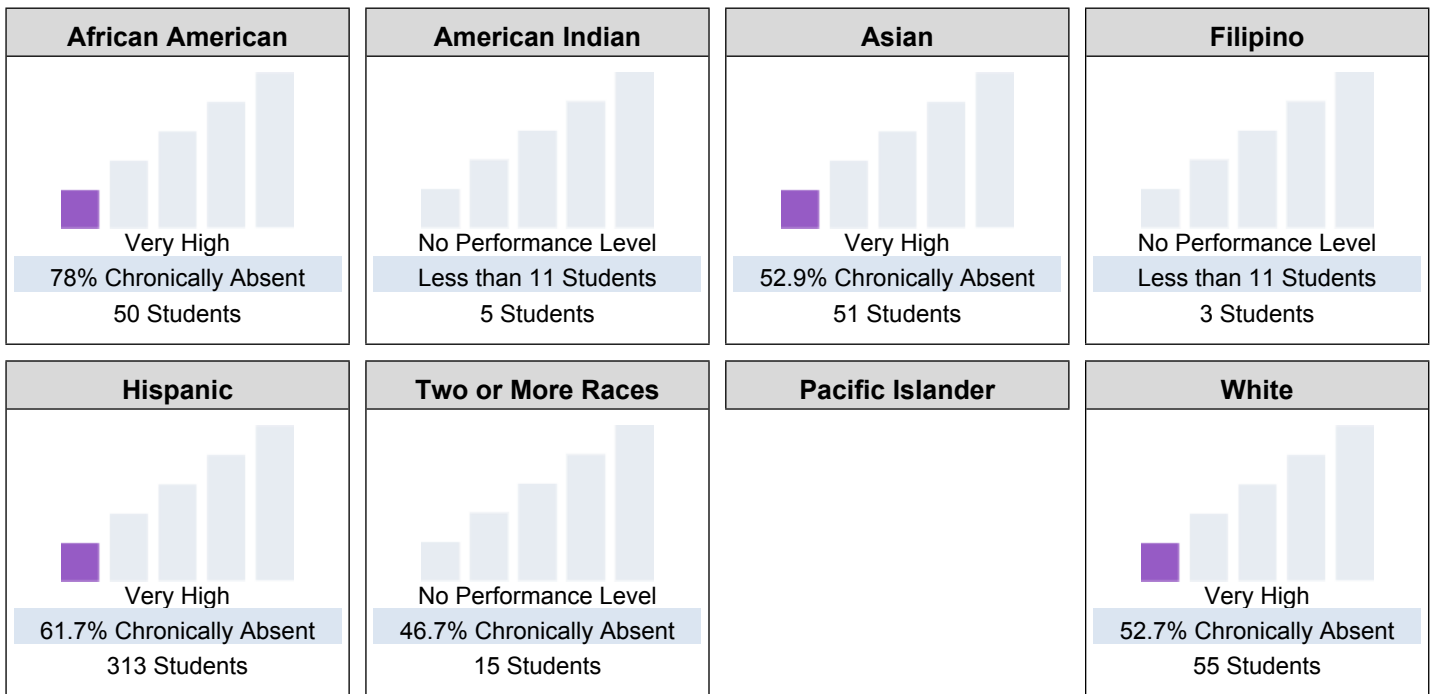 African American
Very High
78% Chronically Absent
50 Students
American Indian
No Performance Level
Less than 11 Students
5 Students
Asian
Very High
52.9% Chronically Absent
51 Students
Filipino
No Performance Level
Less than 11 Students
3 Students
Hispanic
Very High
61.7% Chronically Absent
313 Students
Two or More Races
No Performance Level
46.7% Chronically Absent
15 Students
Pacific Islander
White
Very High
52.7% Chronically Absent
55 Students